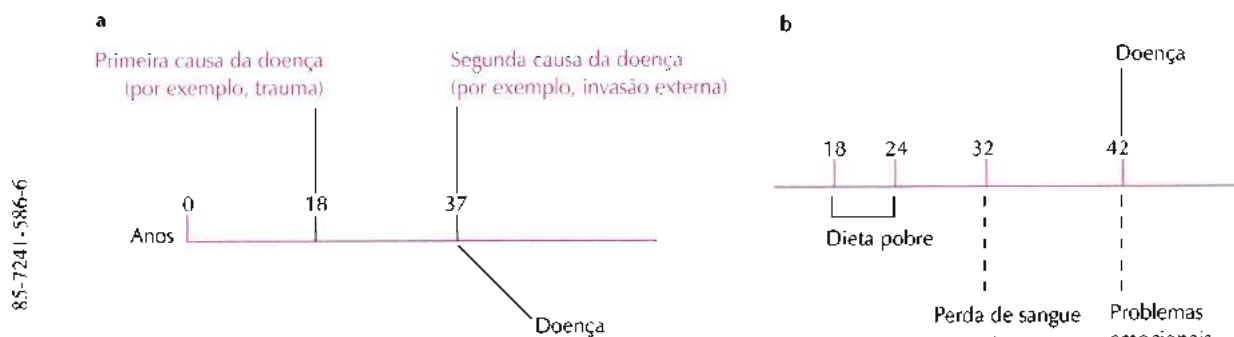 a
Primeira causa da doença
(por exemplo, trauma)
Segunda causa da doença
(por exemplo, invasão externa)
0
18
37
Anos
Doença
85-7241-586-6
b
Doença
18
24
32
42
Dieta pobre
Perda de sangue
Problemas